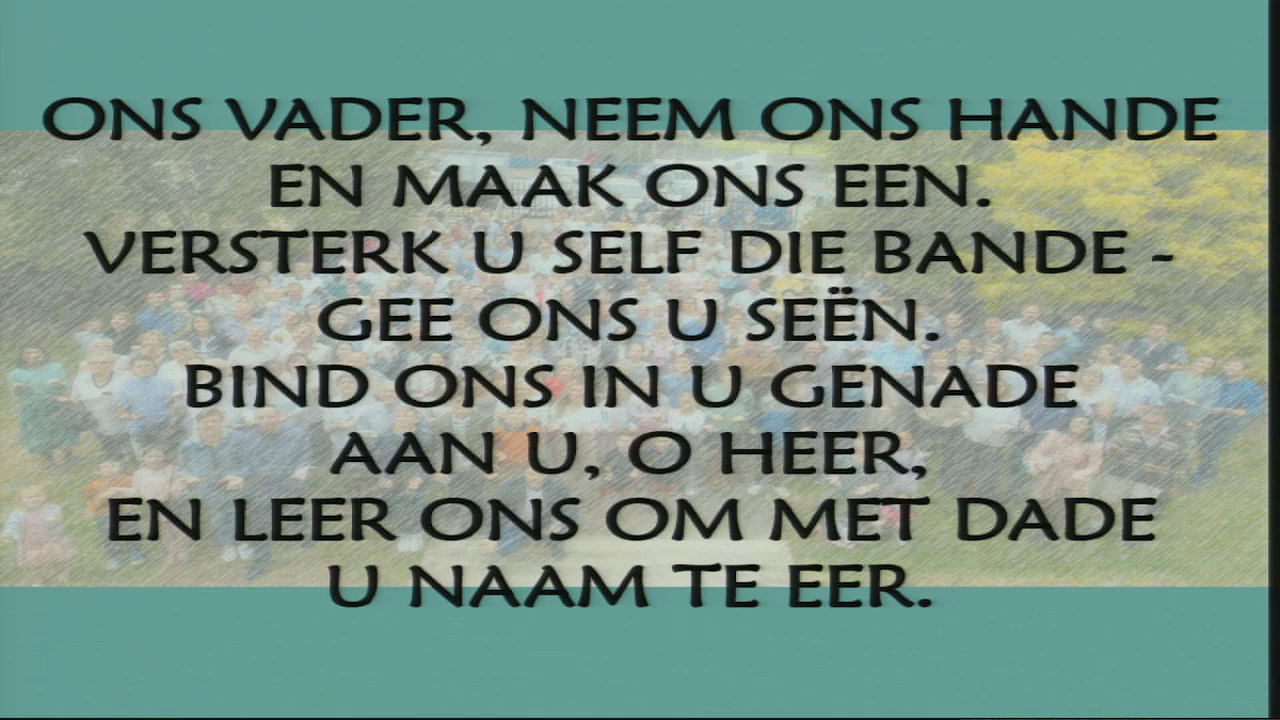 ONS VADER, NEEM ONS HANDE
EN MAAK ONS EEN.
VERSTERK U SELF DIE BANDE -
GEE ONS U SEËN.
BIND ONS IN U GENADE
AAN U, O HEER,
EN LEER ONS OM MET DADE
U NAAM TE EER.